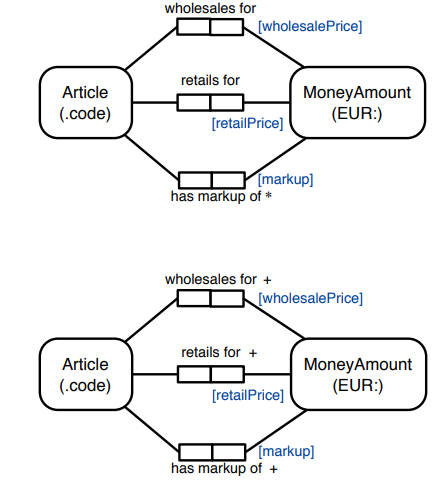 wholesales for
[wholesalePrice]
retails for
Article
(.code)
MoneyAmount
(EUR:)
[retailPrice]
[markup]
has markup of *
wholesales for +
[wholesalePrice]
retails for +
Article
(.code)
MoneyAmount
(EUR:)
[retailPrice]
[markup]
has markup of +